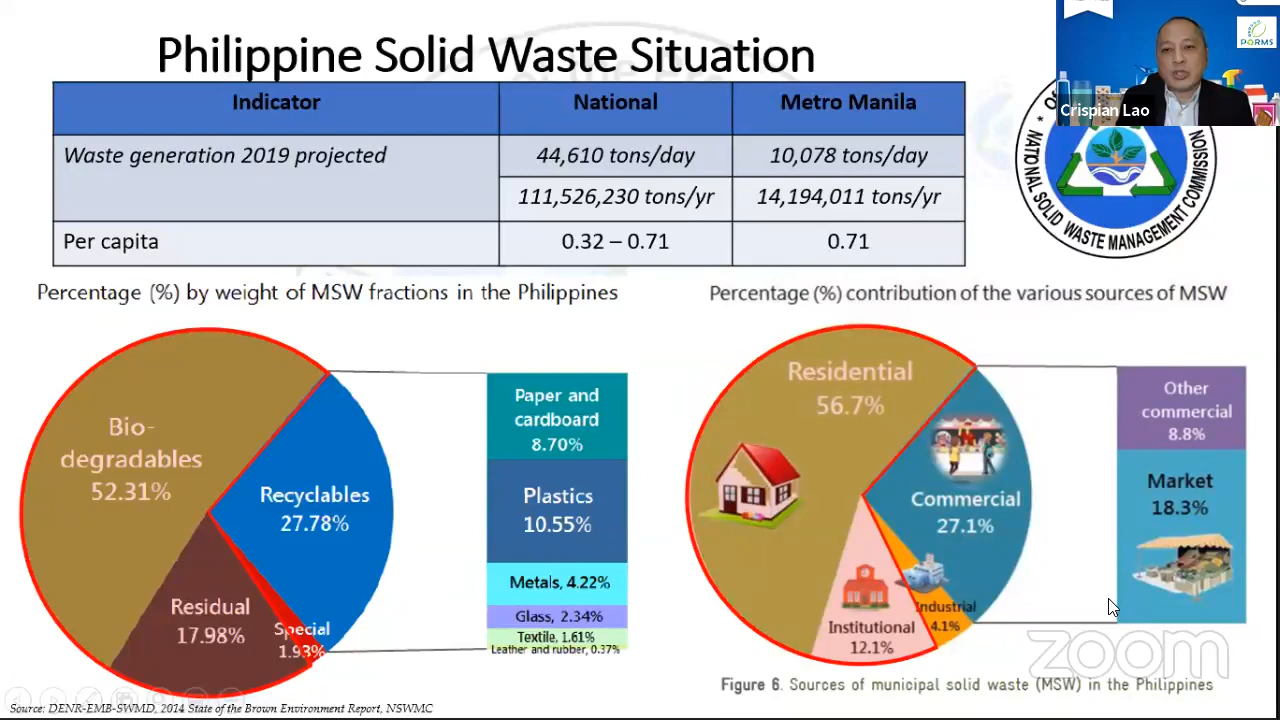 Philippine Solid Waste Situation
Indicator
National
Metro Manila
Waste generation 2019 projected
44,610 tons/day
10,078 tons/day
111,526,230 tons/yr
14,194,011 tons/yr
Per capita
0.32 – 0.71
0.71
Crispian Lao
PARMS
NATIONAL SOLID WASTE MANAGEMENT COMMISSION
Percentage (%) by weight of MSW fractions in the Philippines
Bio-
degradables
52.31%
Recyclables
27.78%
Residual
17.98%
Special
1.93%
Paper and
cardboard
8.70%
Plastics
10.55%
Metals, 4.22%
Glass, 2.34%
Textile, 1.61%
Leather and rubber, 0.37%
Percentage (%) contribution of the various sources of MSW
Residential
56.7%
Commercial
27.1%
Industrial
4.1%
Institutional
12.1%
Other
commercial
8.8%
Market
18.3%
zoom
Figure 6. Sources of municipal solid waste (MSW) in the Philippines
Source: DENR-EMB-SWMD, 2014 State of the Brown Environment Report, NSWMC